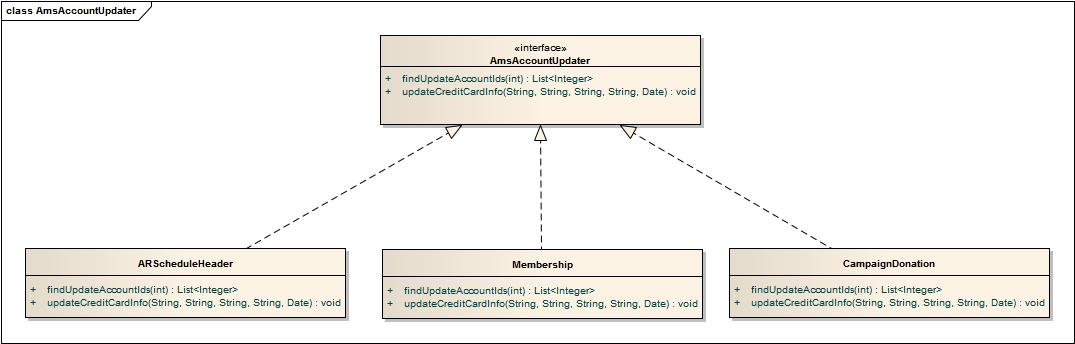 class AmsAccountUpdater
«interface»
AmsAccountUpdater
+ findUpdateAccountIds(int) : List<Integer>
+ updateCreditCardInfo(String, String, String, String, Date) : void
ARScheduleHeader
+ findUpdateAccountIds(int) : List<Integer>
+ updateCreditCardInfo(String, String, String, String, Date) : void
Membership
+ findUpdateAccountIds(int) : List<Integer>
+ updateCreditCardInfo(String, String, String, String, Date) : void
CampaignDonation
+ findUpdateAccountIds(int) : List<Integer>
+ updateCreditCardInfo(String, String, String, String, Date) : void